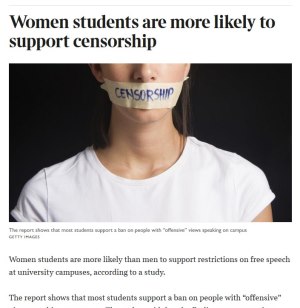 Women students are more likely to
support censorship
CENSORSHIP
The report shows that most students support a ban on people with “offensive” views speaking on campus
GETTY IMAGES
Women students are more likely than men to support restrictions on free speech
at university campuses, according to a study.
The report shows that most students support a ban on people with “offensive”